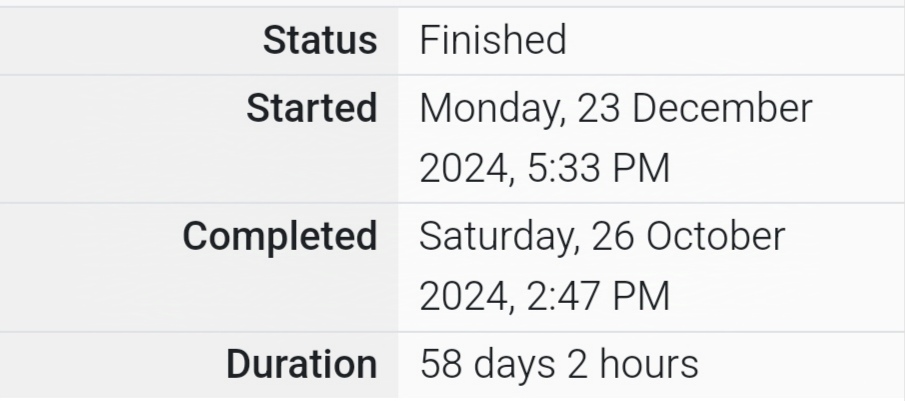 Status Finished
Started Monday, 23 December
2024, 5:33 PM
Completed Saturday, 26 October
2024, 2:47 PM
Duration 58 days 2 hours